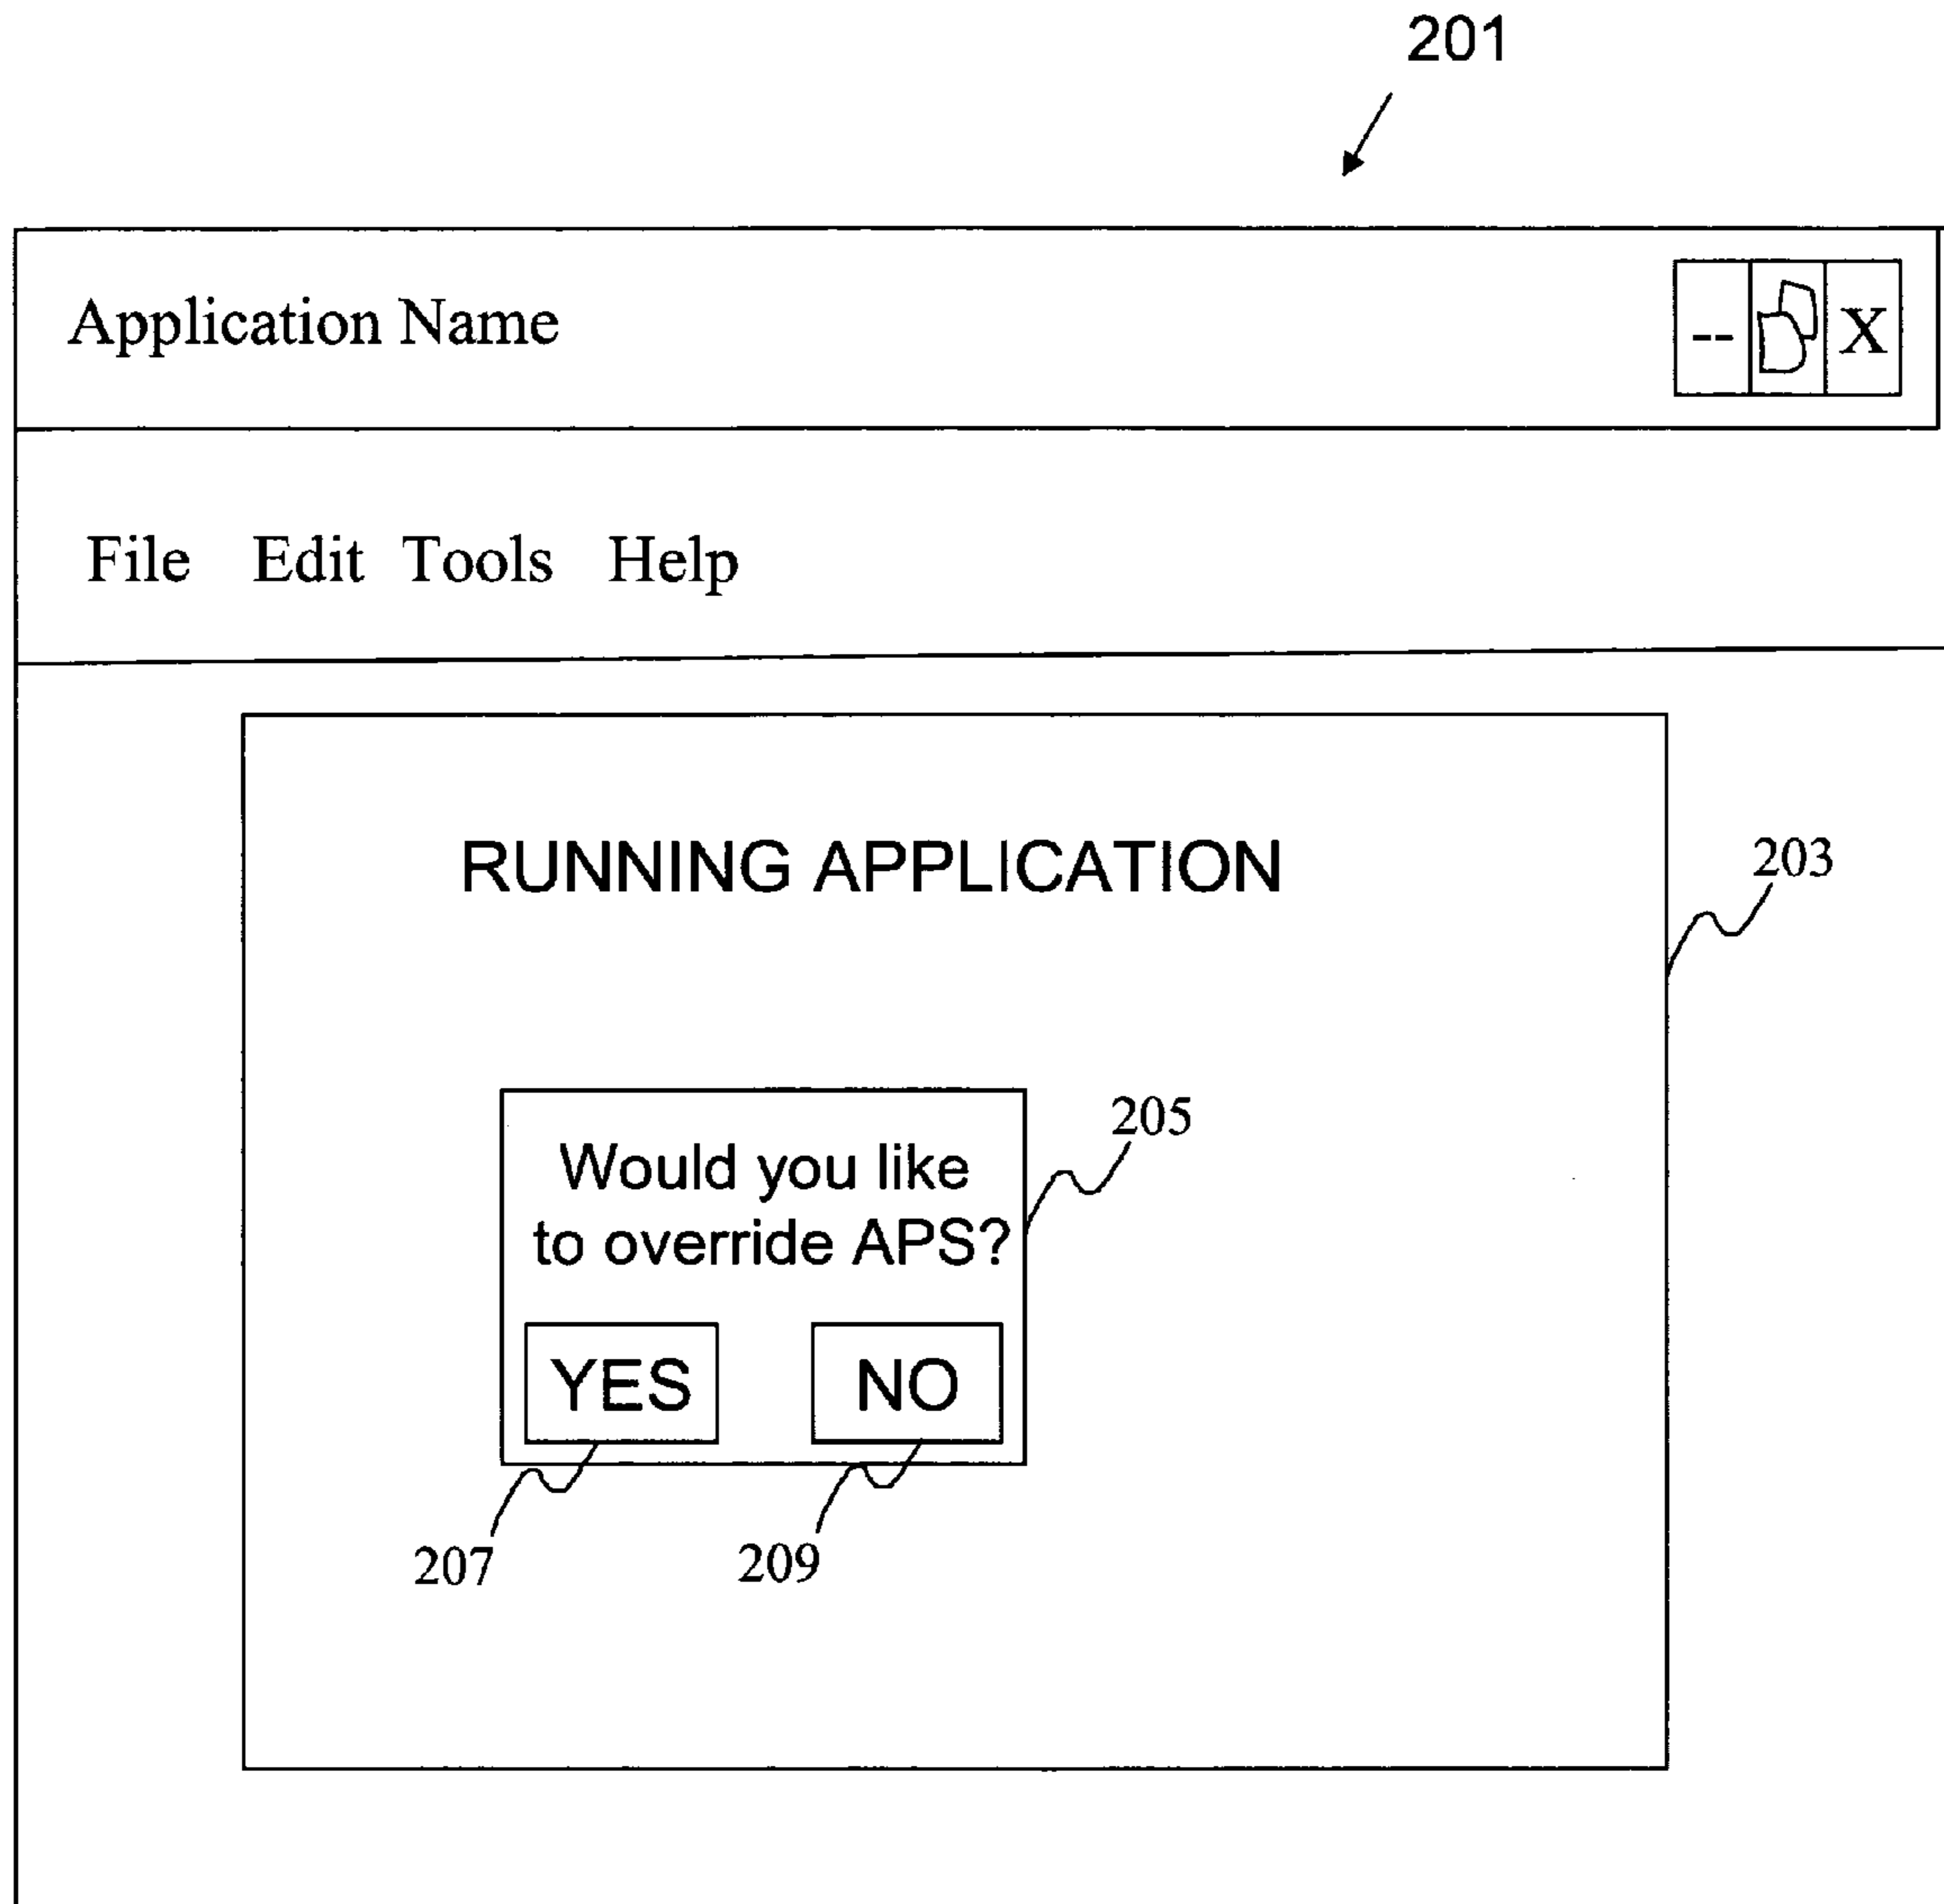 201
Application Name
-- X
File Edit Tools Help
RUNNING APPLICATION
203
Would you like
to override APS?
205
YES NO
207 209